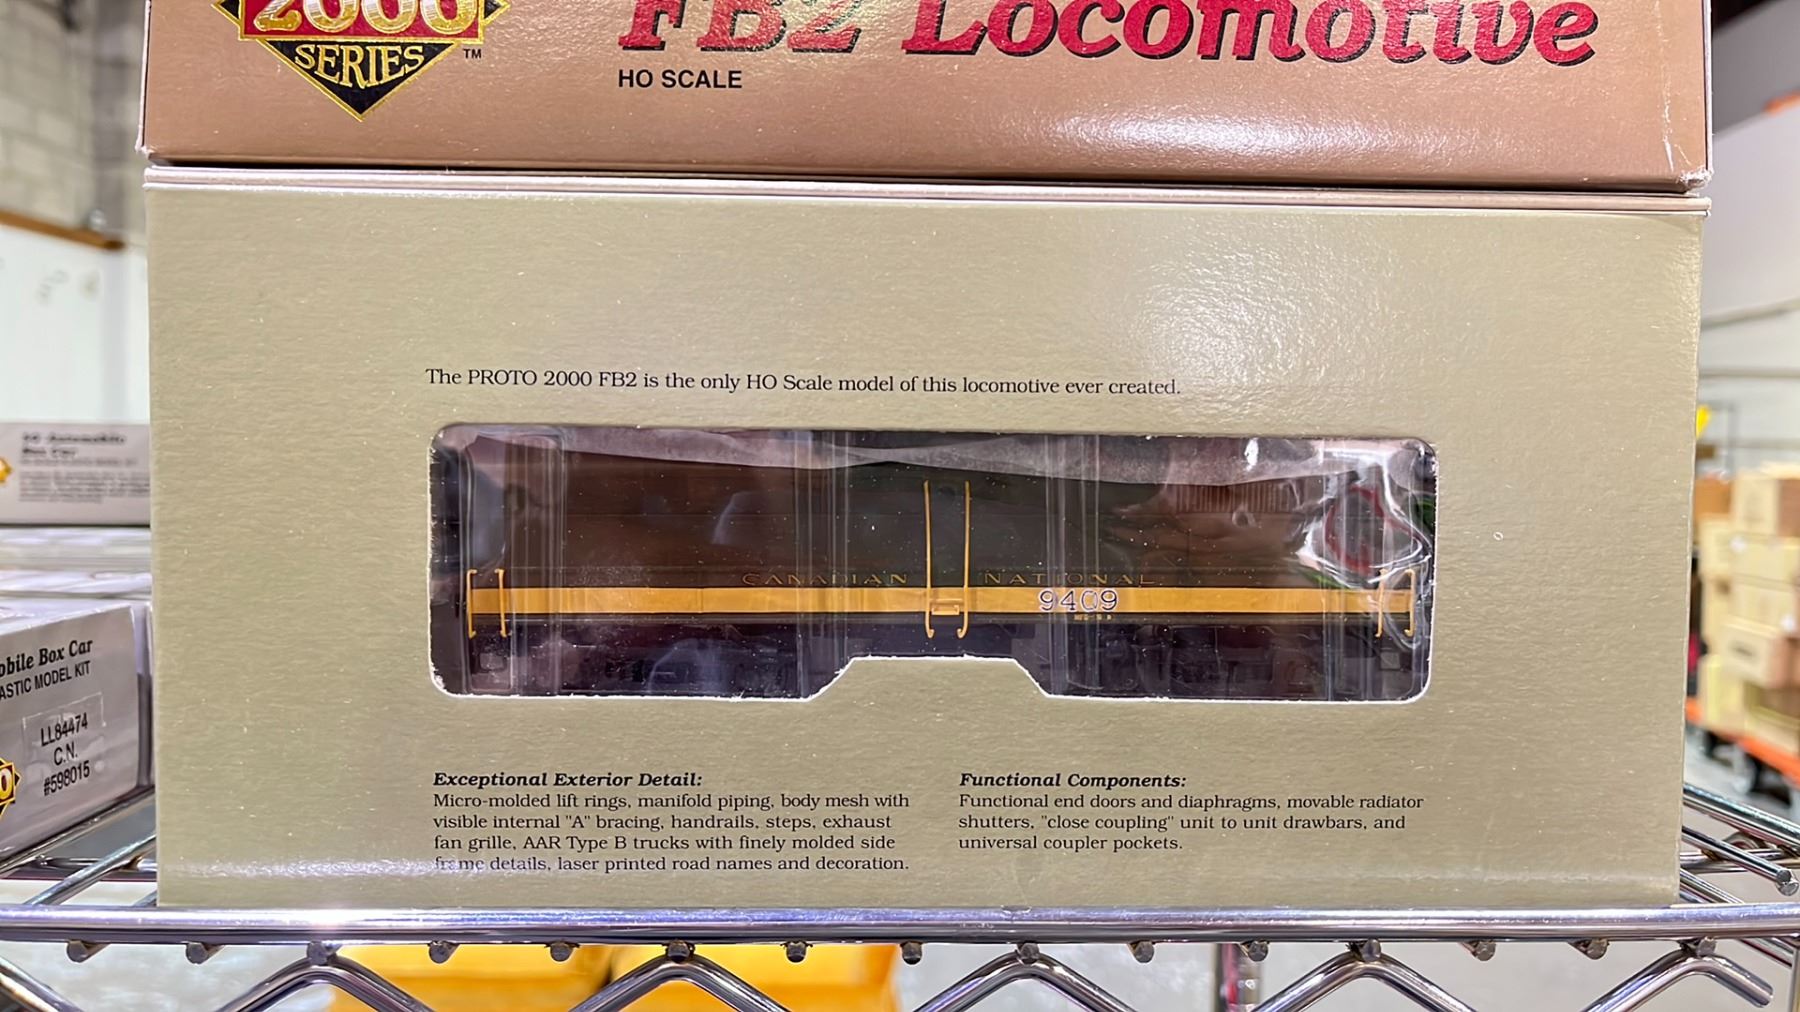 2000
SERIES
TM
FB2 Locomotive
HO SCALE
The PROTO 2000 FB2 is the only HO Scale model of this locomotive ever created.
CANADIAN NATIONAL
9409
Exceptional Exterior Detail:
Micro-molded lift rings, manifold piping, body mesh with
visible internal "A" bracing, handrails, steps, exhaust
fan grille, AAR Type B trucks with finely molded side
frame details, laser printed road names and decoration.
Functional Components:
Functional end doors and diaphragms, movable radiator
shutters, "close coupling" unit to unit drawbars, and
universal coupler pockets.
Box Car
obile Box Car
ASTIC MODEL KIT
LL84474
C.N.
#598015